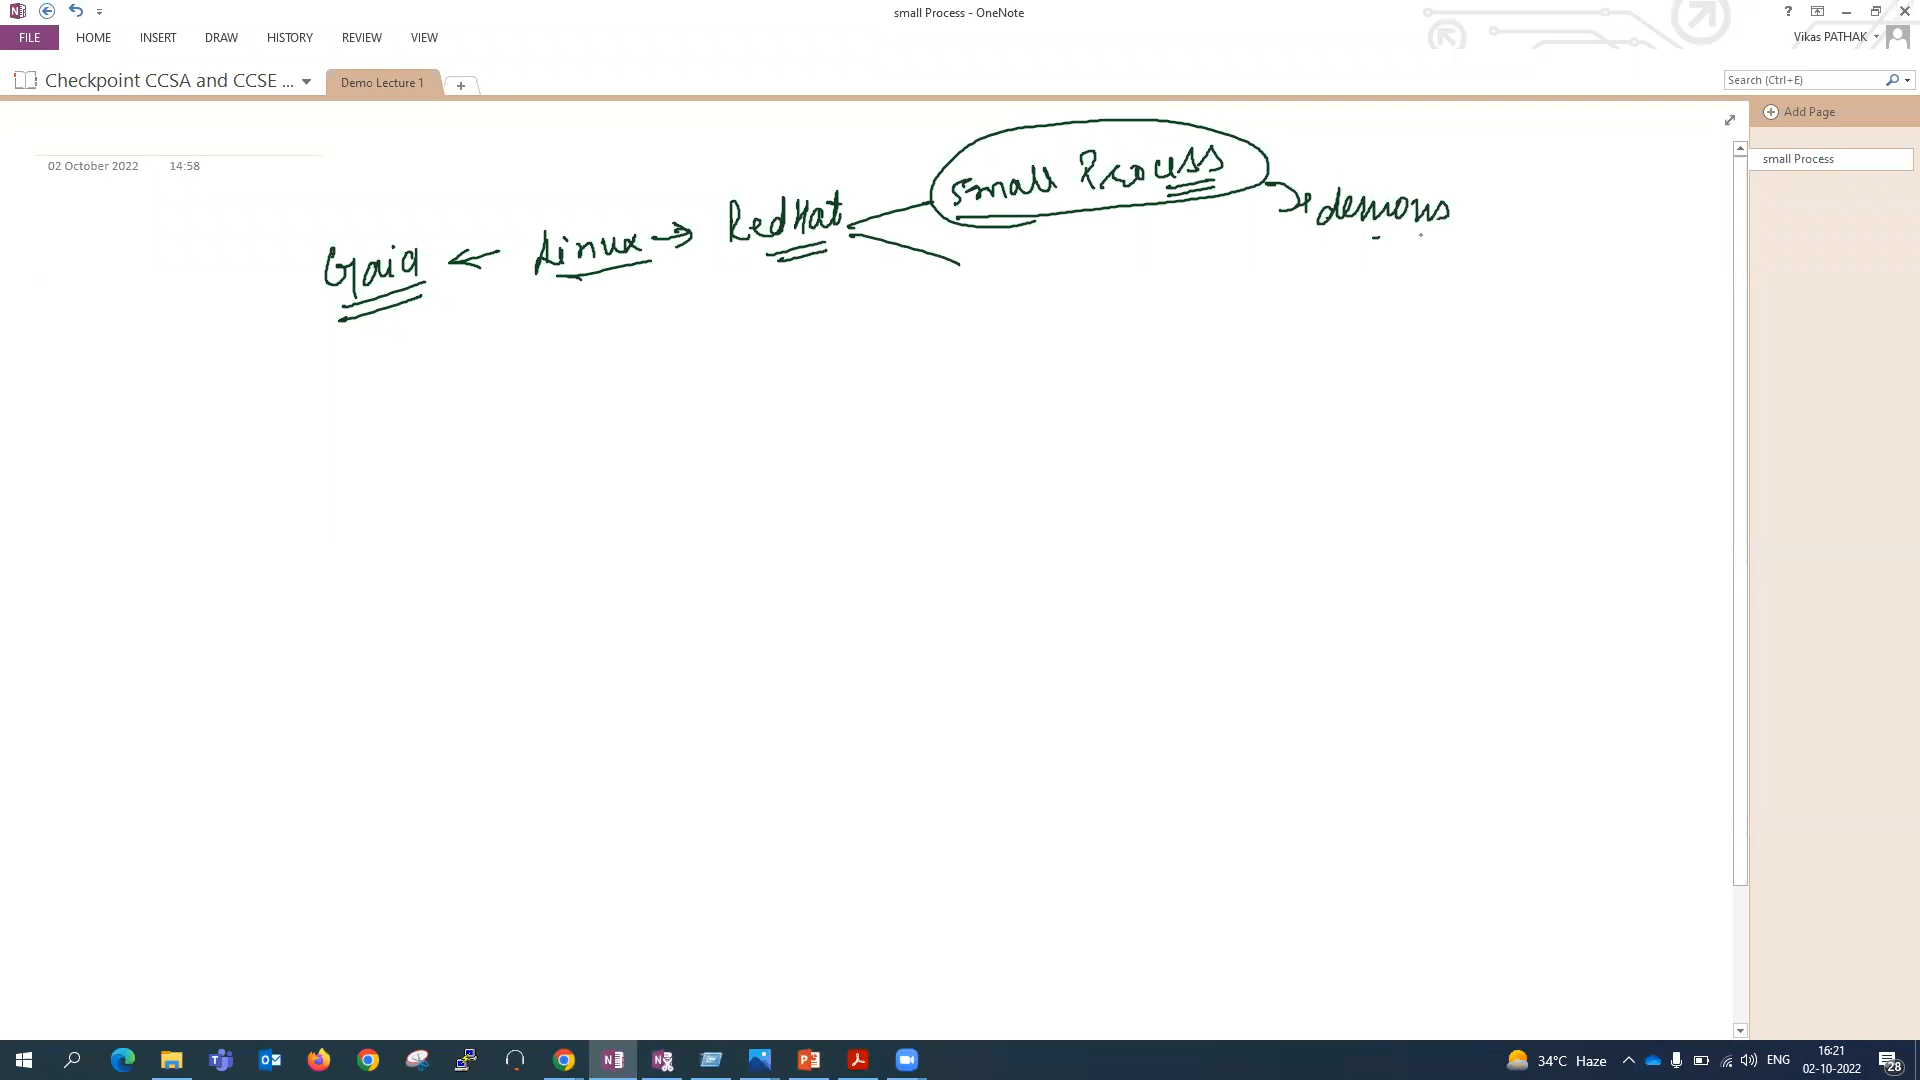 small Process - OneNote
?
Vikas PATHAK
FILE HOME INSERT DRAW HISTORY REVIEW VIEW
Checkpoint CCSA and CCSE ...
Demo Lecture 1
Search (Ctrl+E)
Add Page
small Process
02 October 2022 14:58
Gaia ← Linux → RedHat
small Process
demons
34°C Haze
ENG
16:21
02-10-2022
28